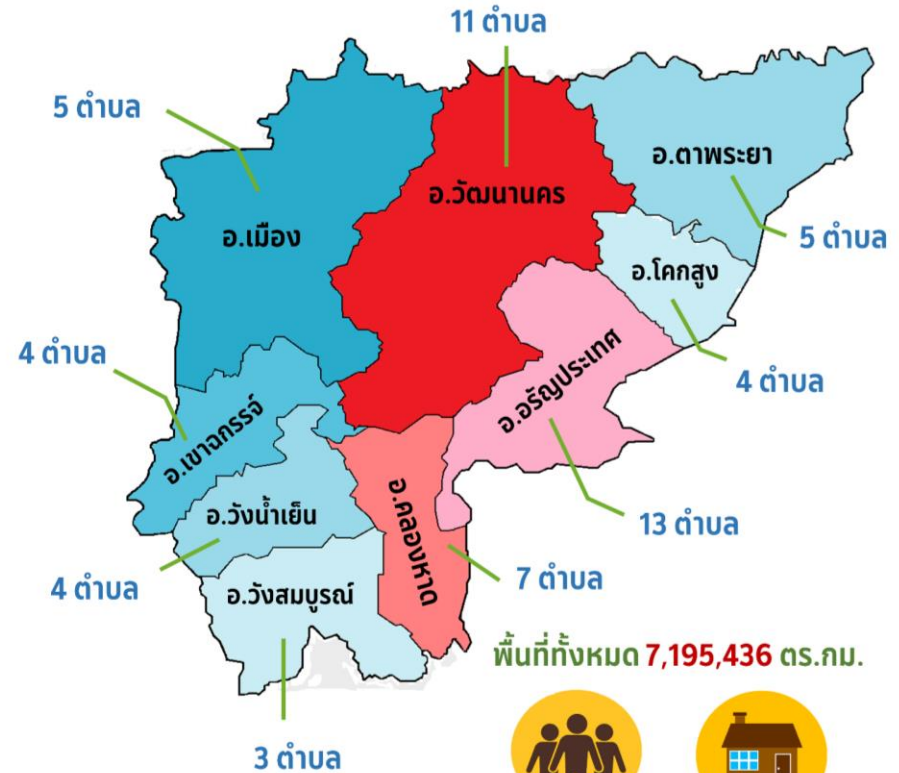 11 ตำบล
5 ตำบล
อ.ตาพระยา
อ.วัฒนานคร
อ.เมือง
5 ตำบล
อ.โคกสูง
4 ตำบล
4 ตำบล
อ.อรัญประเทศ
อ.เขาฉกรรจ์
13 ตำบล
อ.วังน้ำเย็น
อ.คลองหาด
7 ตำบล
4 ตำบล
อ.วังสมบูรณ์
พื้นที่ทั้งหมด 7,195,436 ตร.กม.
3 ตำบล